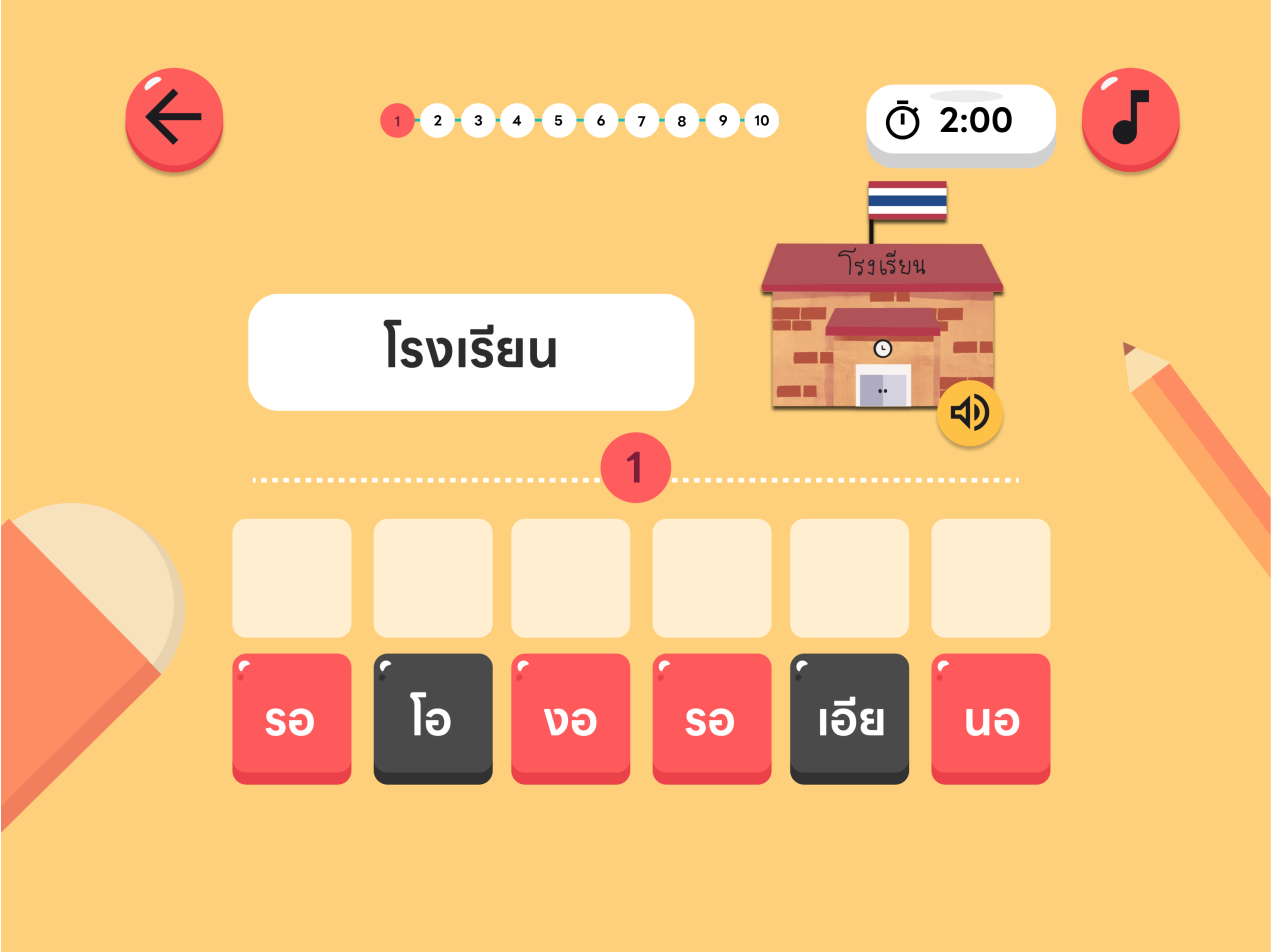 1 2 3 4 5 6 7 8 9 10
2:00
โรงเรียน
โรงเรียน
1
รอ โอ งอ รอ เอีย นอ